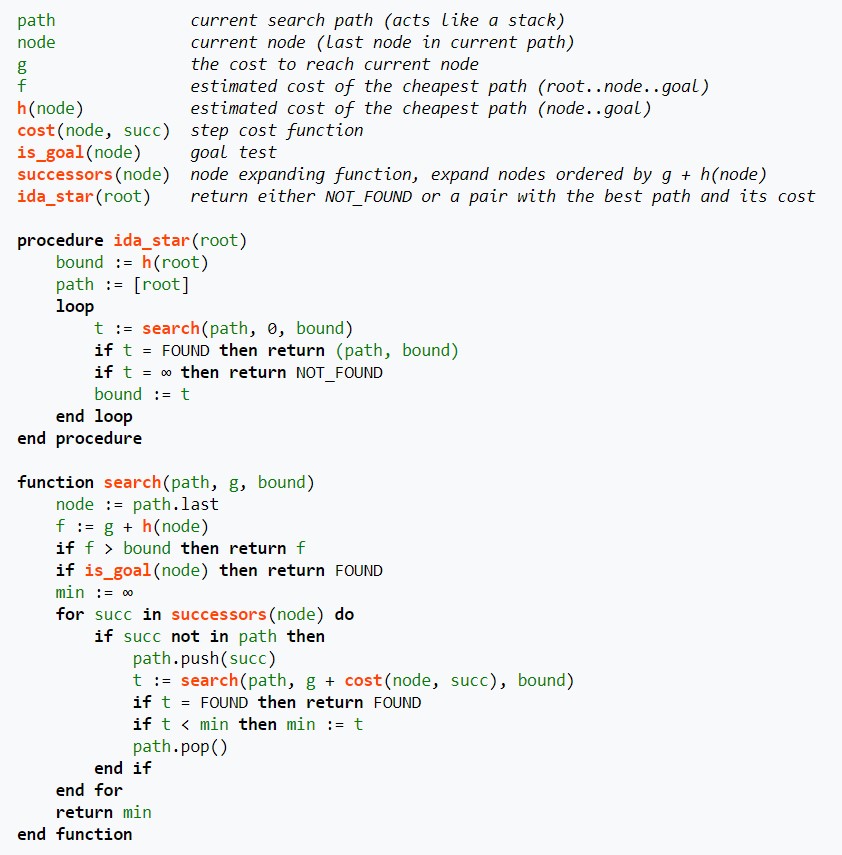 path              current search path (acts like a stack)
node              current node (last node in current path)
g                 the cost to reach current node
f                 estimated cost of the cheapest path (root..node..goal)
h(node)           estimated cost of the cheapest path (node..goal)
cost(node, succ)  step cost function
is_goal(node)     goal test
successors(node)  node expanding function, expand nodes ordered by g + h(node)
ida_star(root)    return either NOT_FOUND or a pair with the best path and its cost

procedure ida_star(root)
    bound := h(root)
    path := [root]
    loop
        t := search(path, 0, bound)
        if t = FOUND then return (path, bound)
        if t = ∞ then return NOT_FOUND
        bound := t
    end loop
end procedure

function search(path, g, bound)
    node := path.last
    f := g + h(node)
    if f > bound then return f
    if is_goal(node) then return FOUND
    min := ∞
    for succ in successors(node) do
        if succ not in path then
            path.push(succ)
            t := search(path, g + cost(node, succ), bound)
            if t = FOUND then return FOUND
            if t < min then min := t
            path.pop()
        end if
    end for
    return min
end function